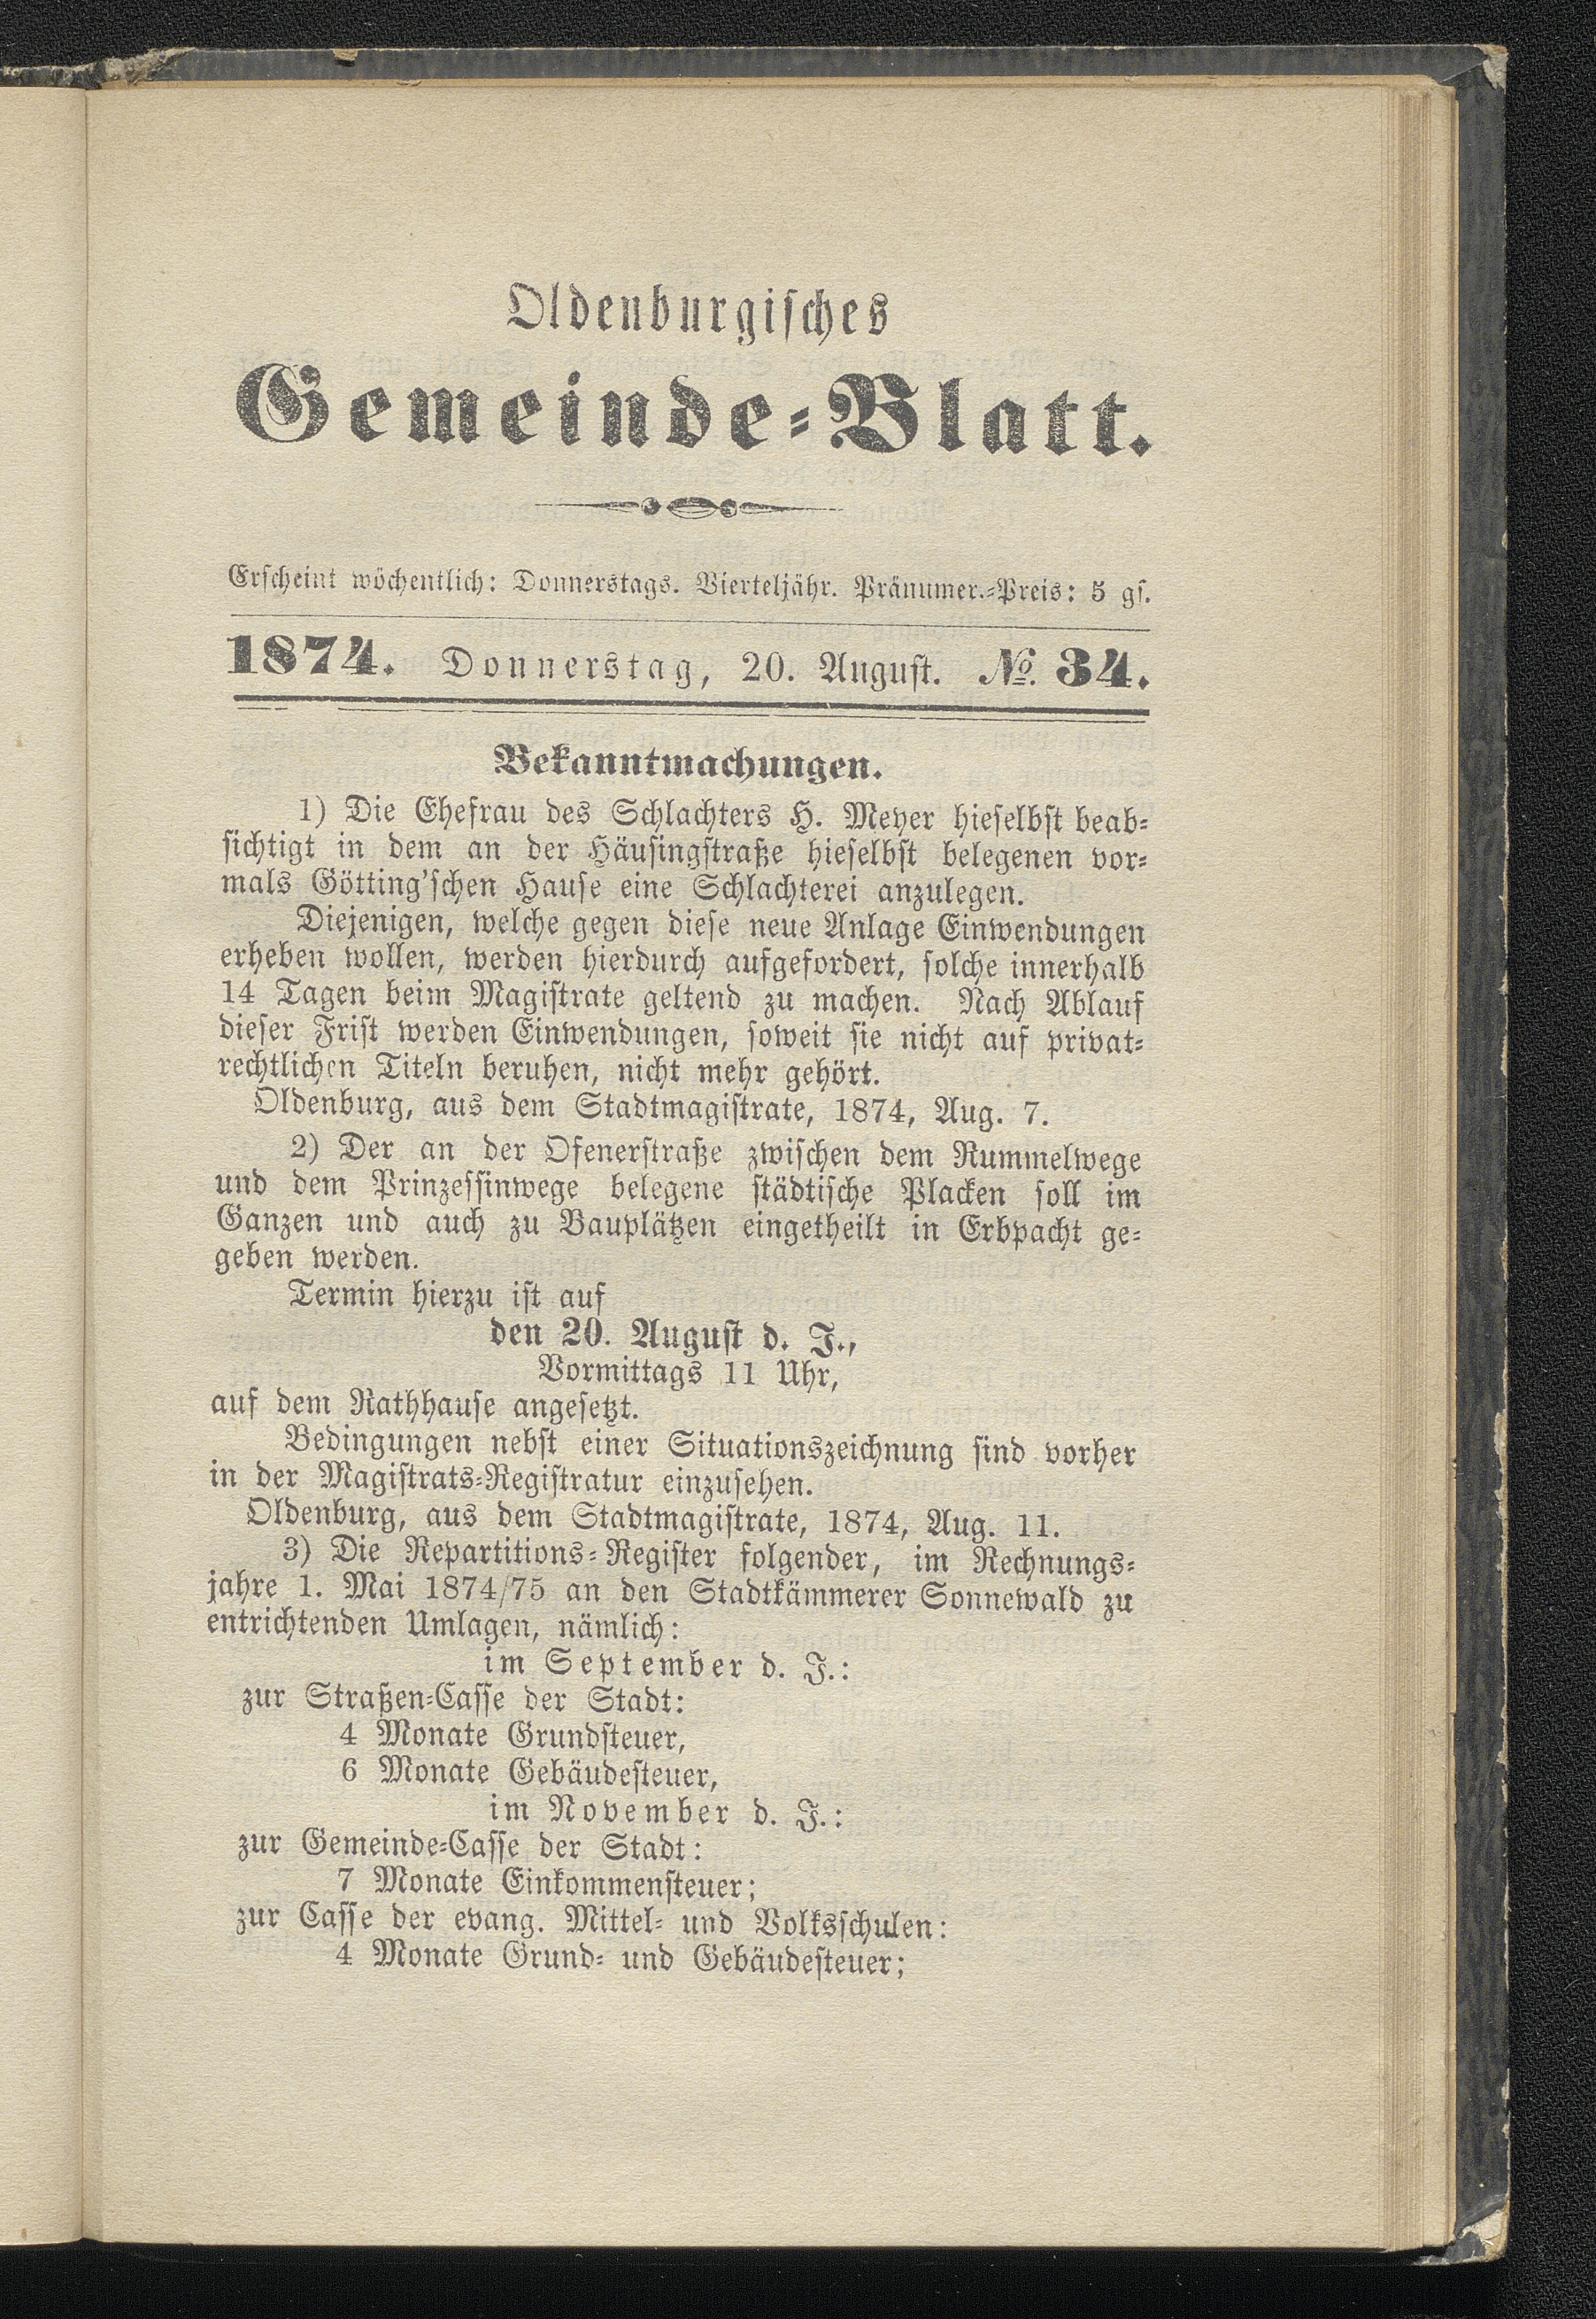 Oldenburgisches
Gemeinde-Blatt.
Erscheint wöchentlich: Donnerstags. Vierteljähr. Pränumer.-Preis: 5 gs.
1874. Donnerstag, 20. August. №. 34.
Bekanntmachungen.
1) Die Ehefrau des Schlachters H. Meyer hieselbst beab-
sichtigt in dem an der Häusingstraße hieselbst belegenen vor-
mals Götting'schen Hause eine Schlachterei anzulegen.
Diejenigen, welche gegen diese neue Anlage Einwendungen
erheben wollen, werden hierdurch aufgefordert, solche innerhalb
14 Tagen beim Magistrate geltend zu machen. Nach Ablauf
dieser Frist werden Einwendungen, soweit sie nicht auf privat-
rechtlichen Titeln beruhen, nicht mehr gehört.
Oldenburg, aus dem Stadtmagistrate, 1874, Aug. 7.
2) Der an der Ofenerstraße zwischen dem Rummelwege
und dem Prinzessinwege belegene städtische Placken soll im
Ganzen und auch zu Bauplätzen eingetheilt in Erbpacht ge-
geben werden.
Termin hierzu ist auf
den 20. August d. J.,
Vormittags 11 Uhr,
auf dem Rathhause angesetzt.
Bedingungen nebst einer Situationszeichnung sind vorher
in der Magistrats-Registratur einzusehen.
Oldenburg, aus dem Stadtmagistrate, 1874, Aug. 11.
3) Die Repartitions-Register folgender, im Rechnungs-
jahre 1. Mai 1874/75 an den Stadtkämmerer Sonnewald zu
entrichtenden Umlagen, nämlich:
im September d. J.:
zur Straßen-Casse der Stadt:
4 Monate Grundsteuer,
6 Monate Gebäudesteuer,
im November d. J.:
zur Gemeinde-Casse der Stadt:
7 Monate Einkommensteuer;
zur Casse der evang. Mittel- und Volksschulen:
4 Monate Grund- und Gebäudesteuer;